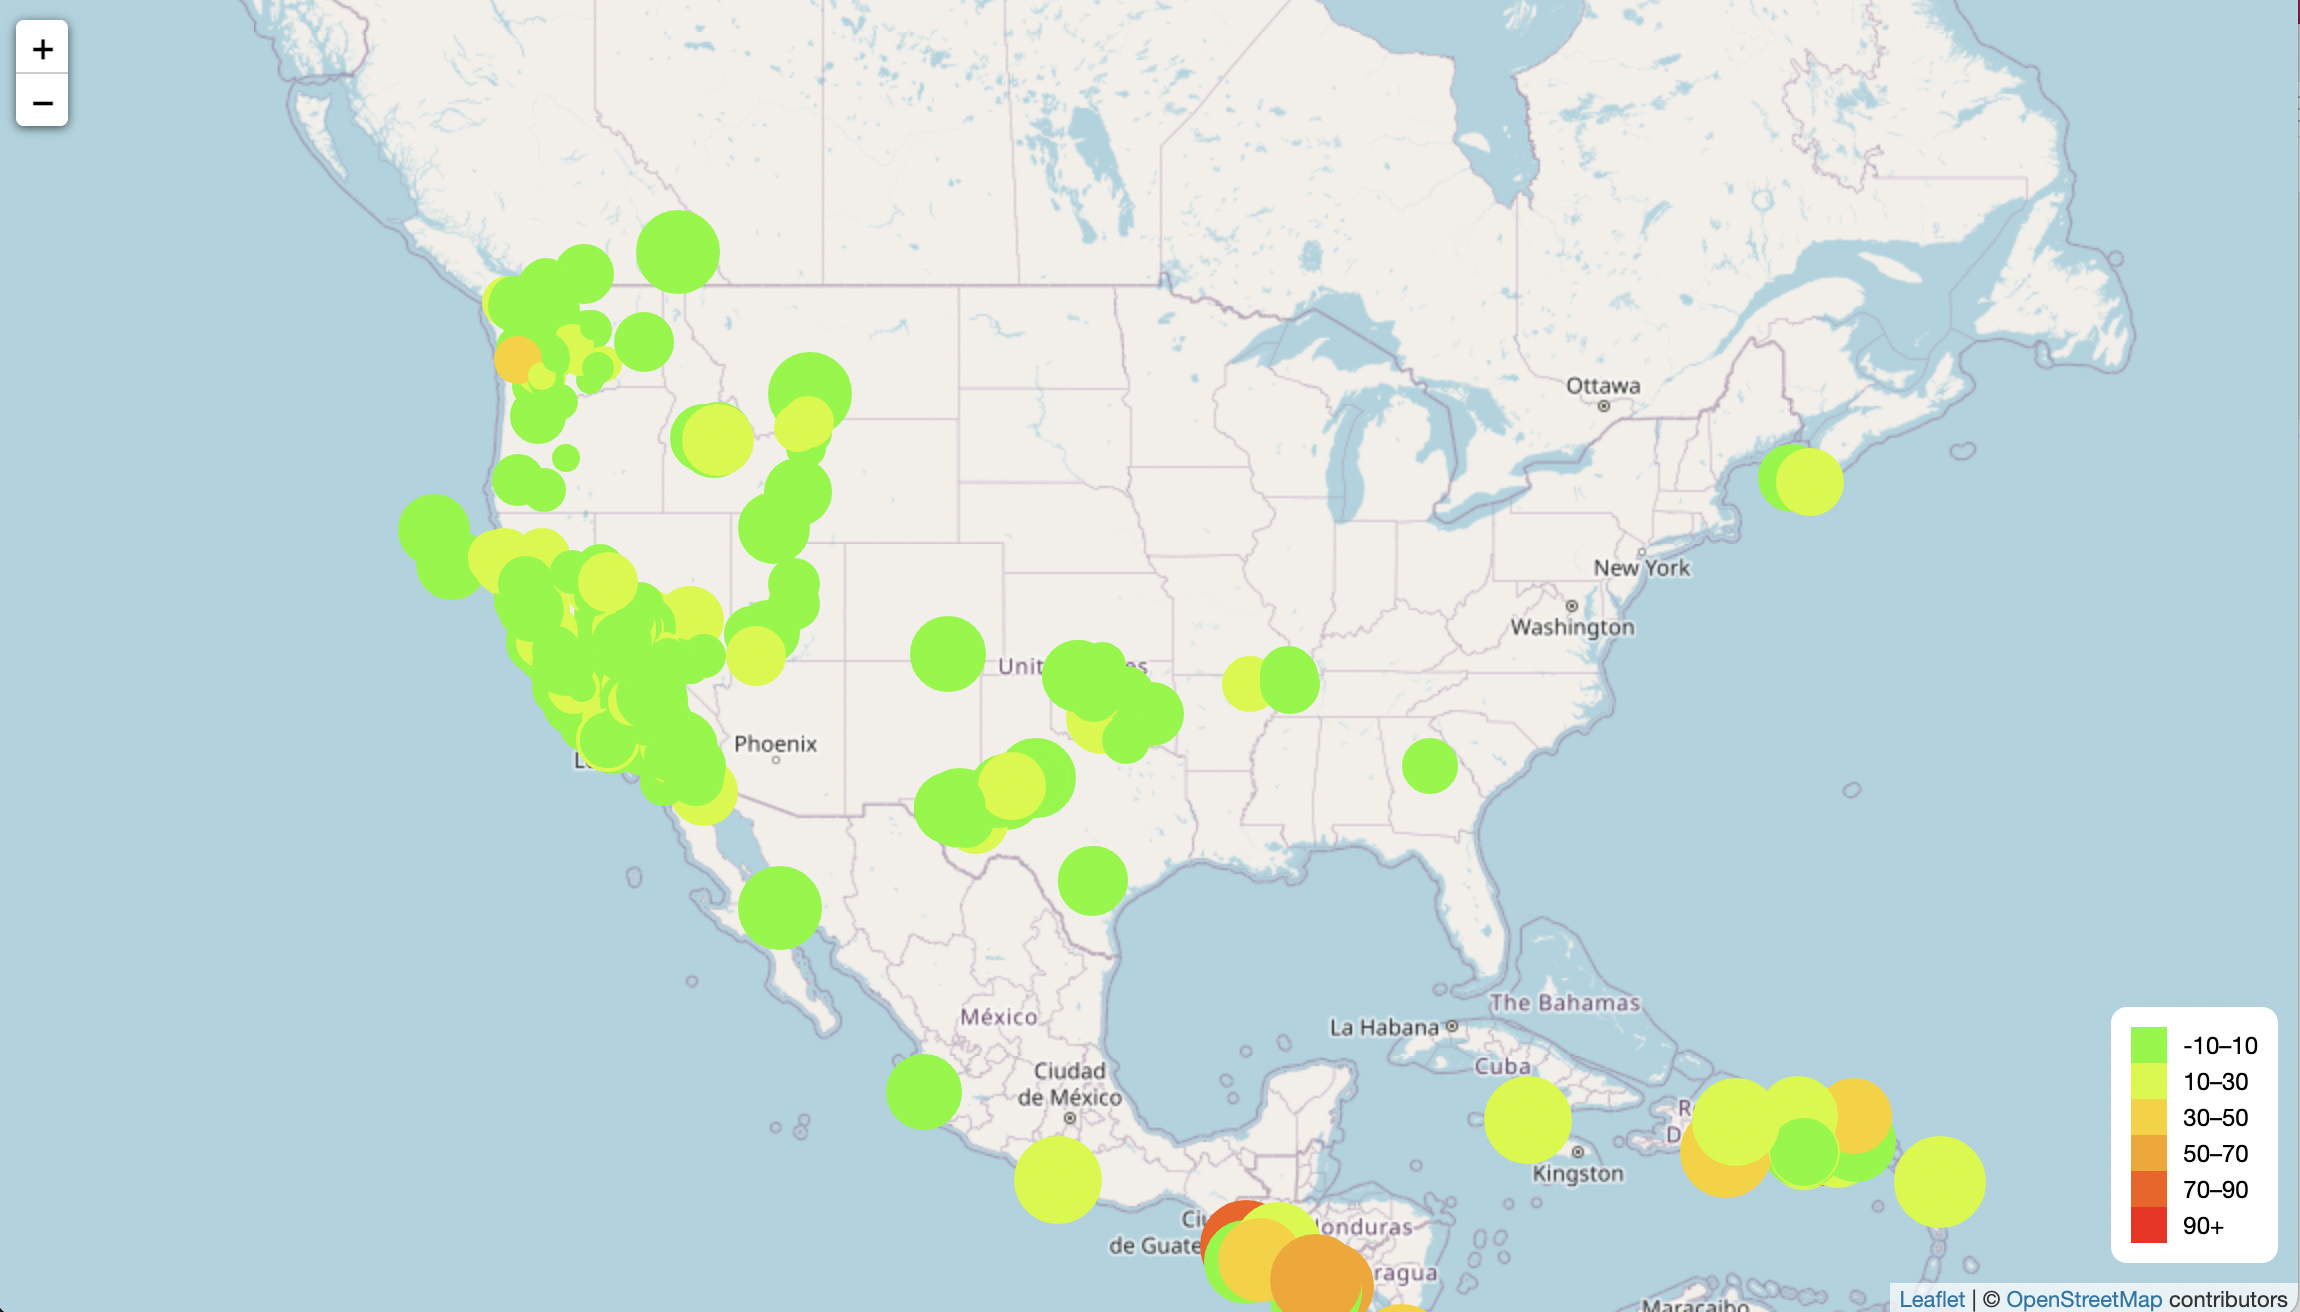 +
−
Ottawa
New York
Washington
Unit
es
Phoenix
L
The Bahamas
México
La Habana
Cuba
Ciudad
de México
Kingston
R
D
Ci
de Guate
onduras
ragua
Maracaibo
-10–10
10–30
30–50
50–70
70–90
90+
Leaflet | © OpenStreetMap contributors